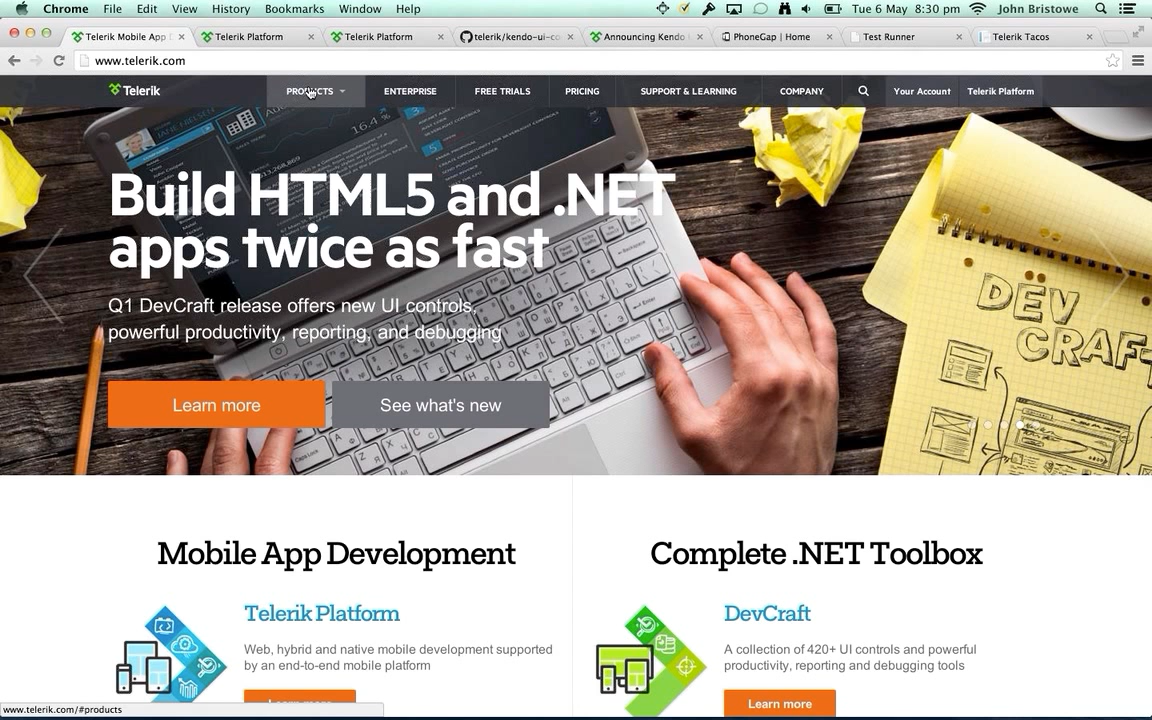 Chrome File Edit View History Bookmarks Window Help Tue 6 May 8:30 pm John Bristowe
Telerik Mobile App D Telerik Platform Telerik Platform telerik/kendo-ui-co Announcing Kendo PhoneGap | Home Test Runner Telerik Tacos
www.telerik.com
Telerik PRODUCTS ENTERPRISE FREE TRIALS PRICING SUPPORT & LEARNING COMPANY Your Account Telerik Platform
16.4 %
Build HTML5 and .NET
apps twice as fast
Q1 DevCraft release offers new UI controls,
powerful productivity, reporting, and debugging
DEV
CRAFT
Learn more See what's new
Mobile App Development
Telerik Platform
Web, hybrid and native mobile development supported
by an end-to-end mobile platform
Learn more
Complete .NET Toolbox
DevCraft
A collection of 420+ UI controls and powerful
productivity, reporting and debugging tools
Learn more
www.telerik.com/#products